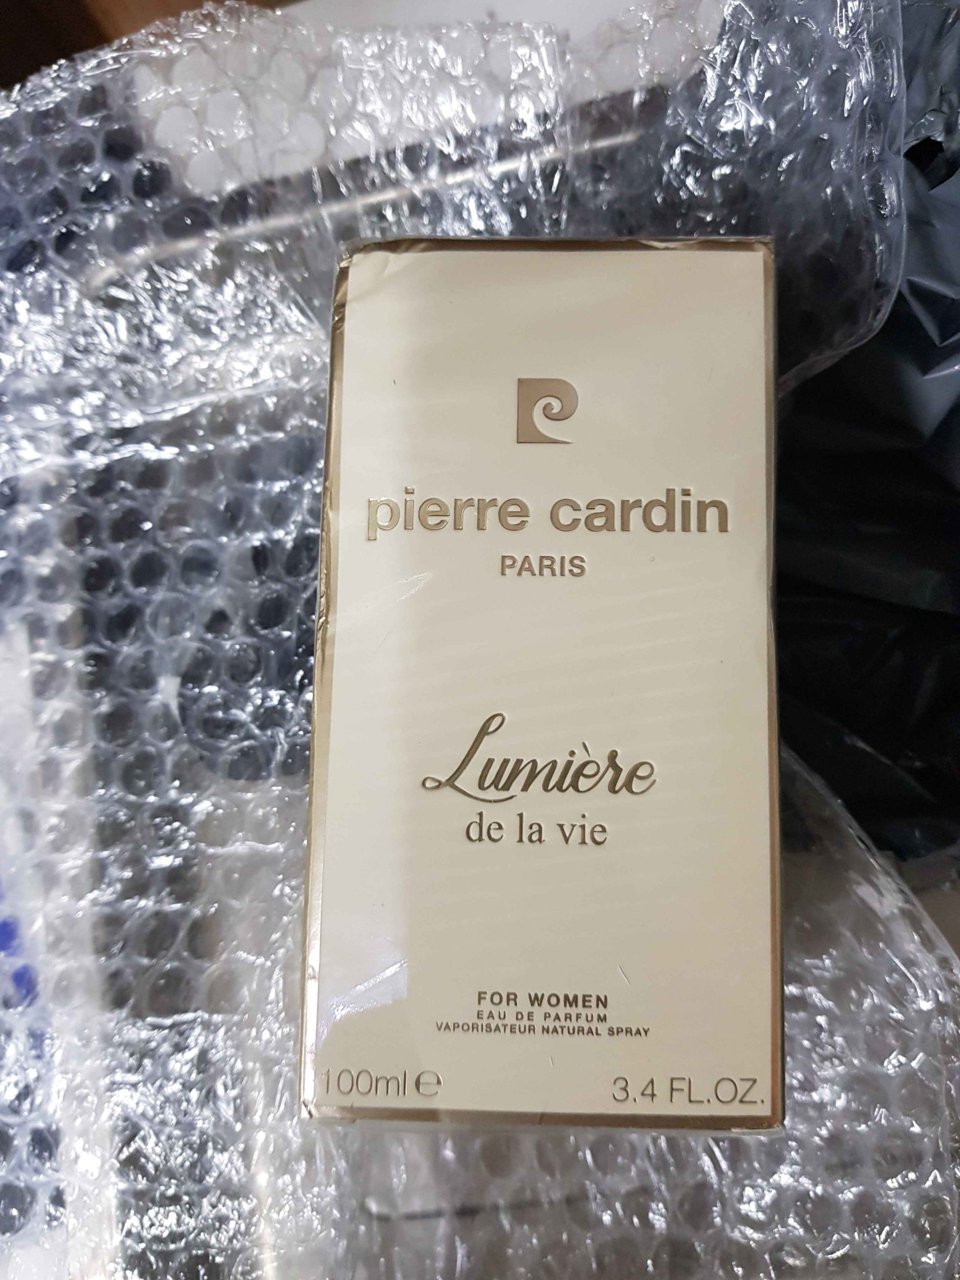 pierre cardin
PARIS
Lumière
de la vie
FOR WOMEN
EAU DE PARFUM
VAPORISATEUR NATURAL SPRAY
100ml ℮ 3.4 FL.OZ.